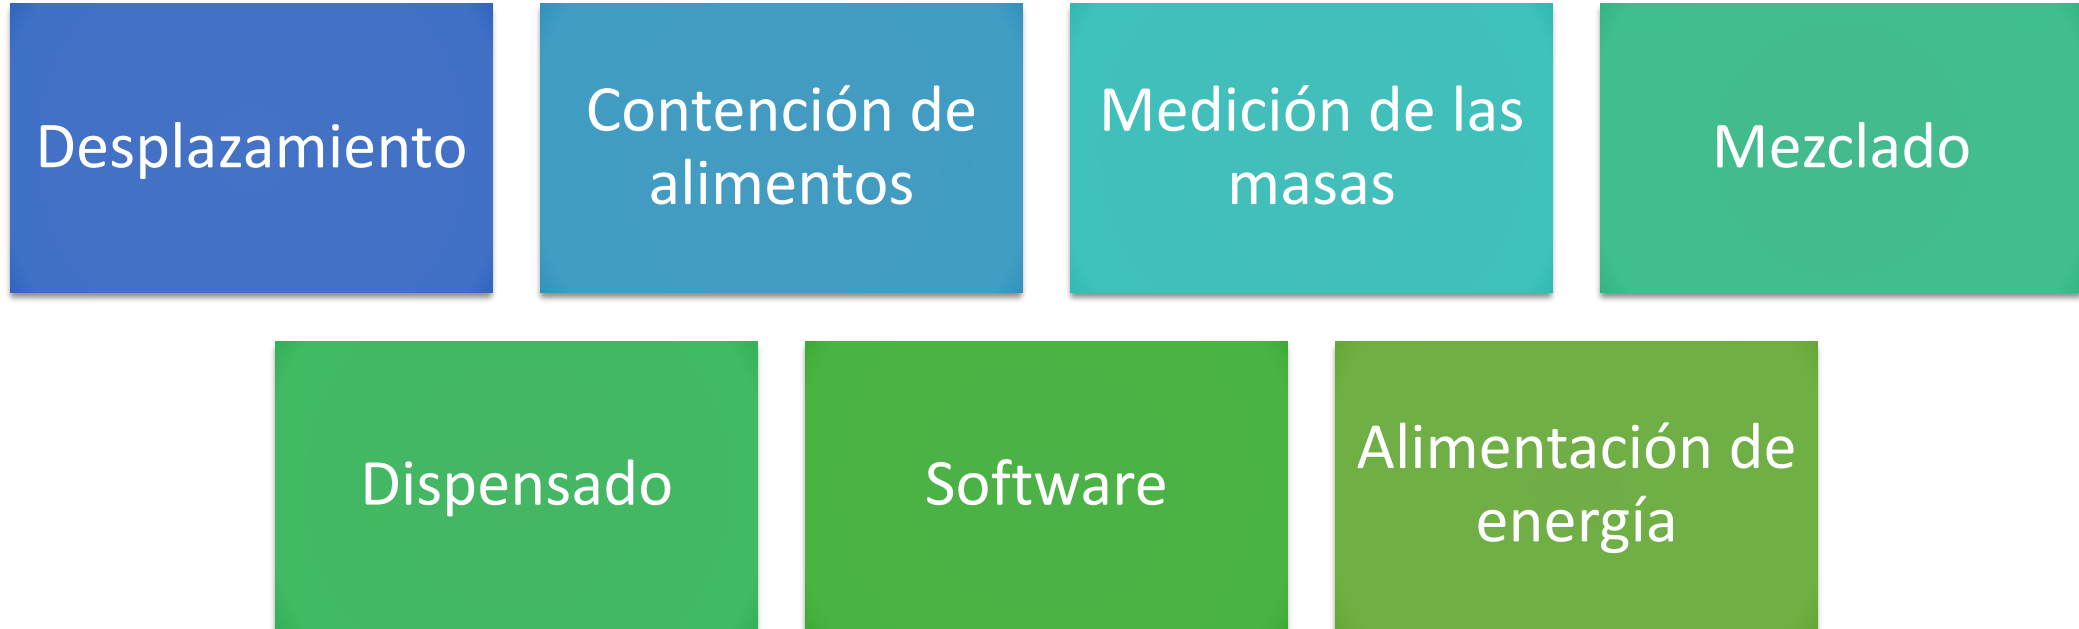 Desplazamiento
Contención de
alimentos
Medición de las
masas
Mezclado
Dispensado
Software
Alimentación de
energía